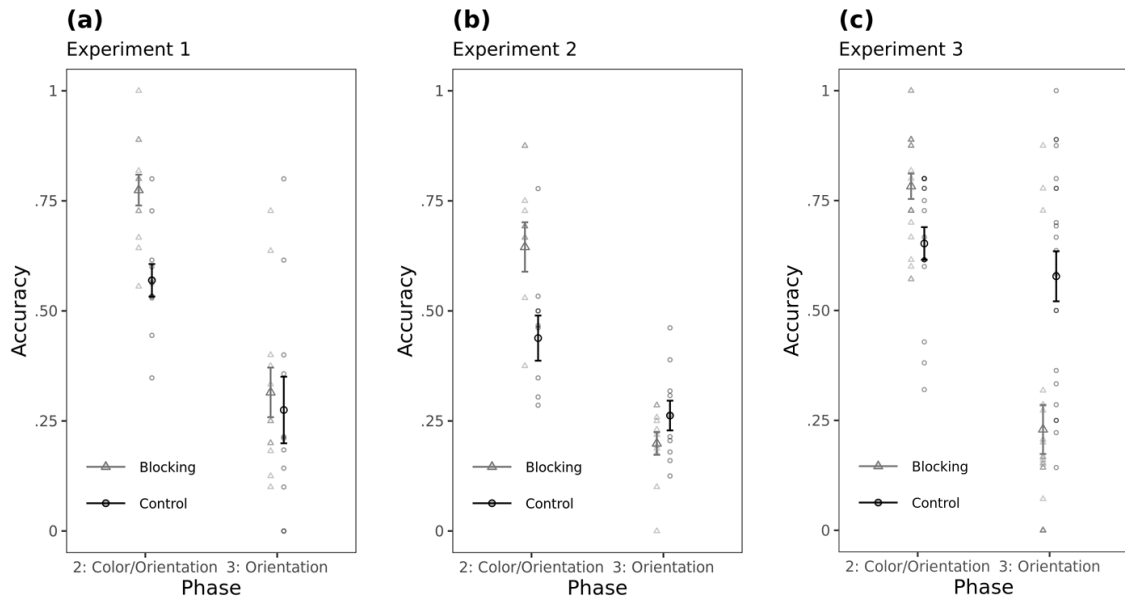 (a)
Experiment 1
Accuracy
1
.75
.50
.25
0
Blocking
Control
2: Color/Orientation 3: Orientation
Phase
(b)
Experiment 2
Accuracy
1
.75
.50
.25
0
Blocking
Control
2: Color/Orientation 3: Orientation
Phase
(c)
Experiment 3
Accuracy
1
.75
.50
.25
0
Blocking
Control
2: Color/Orientation 3: Orientation
Phase